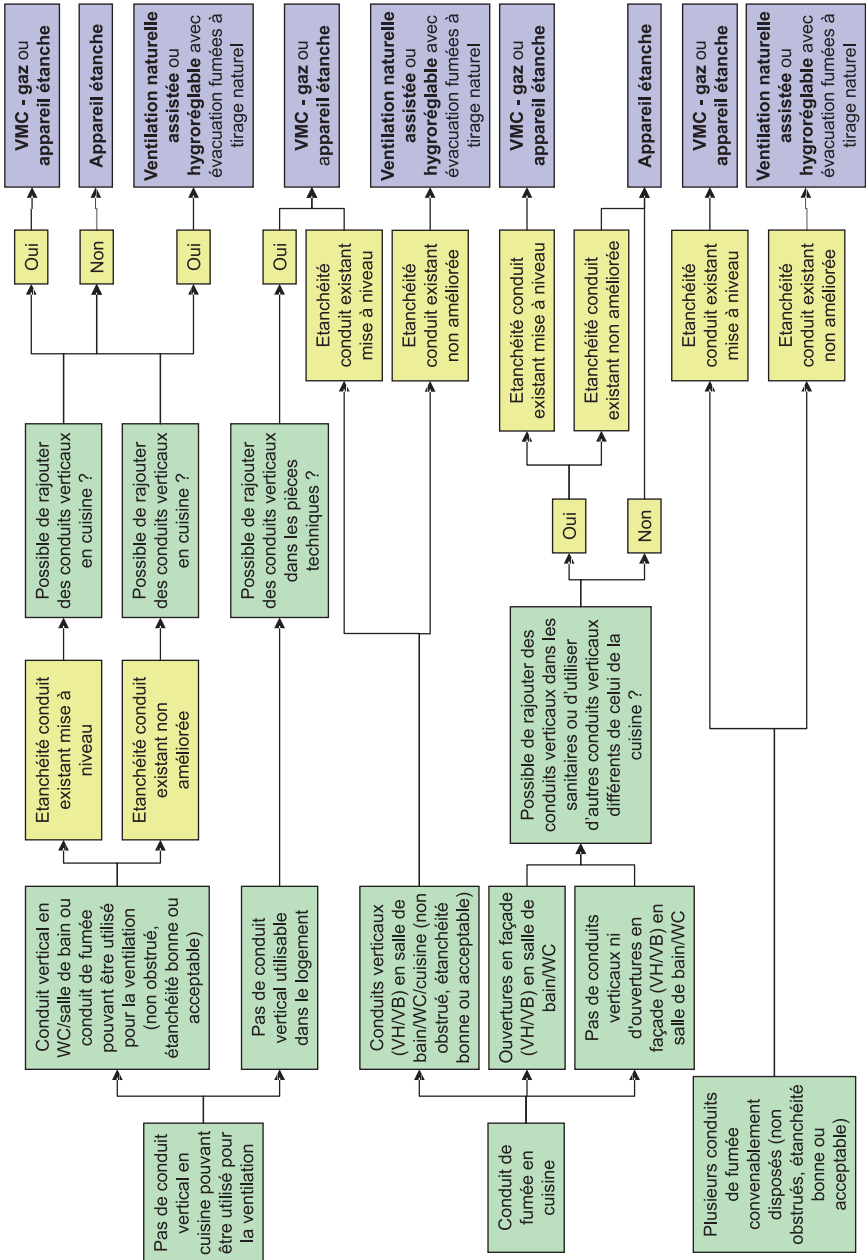 Pas de conduit
vertical en
cuisine pouvant
être utilisé pour
la ventilation
Conduit vertical en
WC/salle de bain ou
conduit de fumée
pouvant être utilisé
pour la ventilation
(non obstrué,
étanchéité bonne ou
acceptable)
Etanchéité conduit
existant mise à
niveau
Possible de rajouter
des conduits verticaux
en cuisine ?
Oui
VMC - gaz ou
appareil étanche
Non
Appareil étanche
Etanchéité conduit
existant non
améliorée
Possible de rajouter
des conduits verticaux
en cuisine ?
Oui
Ventilation naturelle
assistée ou
hygroréglable avec
évacuation fumées à
tirage naturel
Pas de conduit
vertical utilisable
dans le logement
Possible de rajouter
des conduits verticaux
dans les pièces
techniques ?
Oui
VMC - gaz ou
appareil étanche
Conduit de
fumée en
cuisine
Conduits verticaux
(VH/VB) en salle de
bain/WC/cuisine (non
obstrué, étanchéité
bonne ou acceptable)
Etanchéité
conduit existant
mise à niveau
Etanchéité
conduit existant
non améliorée
Ventilation naturelle
assistée ou
hygroréglable avec
évacuation fumées à
tirage naturel
Ouvertures en façade
(VH/VB) en salle de
bain/WC
Pas de conduits
verticaux ni
d'ouvertures en
façade (VH/VB) en
salle de bain/WC
Possible de rajouter des
conduits verticaux dans les
sanitaires ou d'utiliser
d'autres conduits verticaux
différents de celui de la
cuisine ?
Oui
Etanchéité conduit
existant mise à niveau
VMC - gaz ou
appareil étanche
Etanchéité conduit
existant non améliorée
Non
Appareil étanche
Plusieurs conduits
de fumée
convenablement
disposés (non
obstrués, étanchéité
bonne ou
acceptable)
Etanchéité
conduit existant
mise à niveau
VMC - gaz ou
appareil étanche
Etanchéité
conduit existant
non améliorée
Ventilation naturelle
assistée ou
hygroréglable avec
évacuation fumées à
tirage naturel